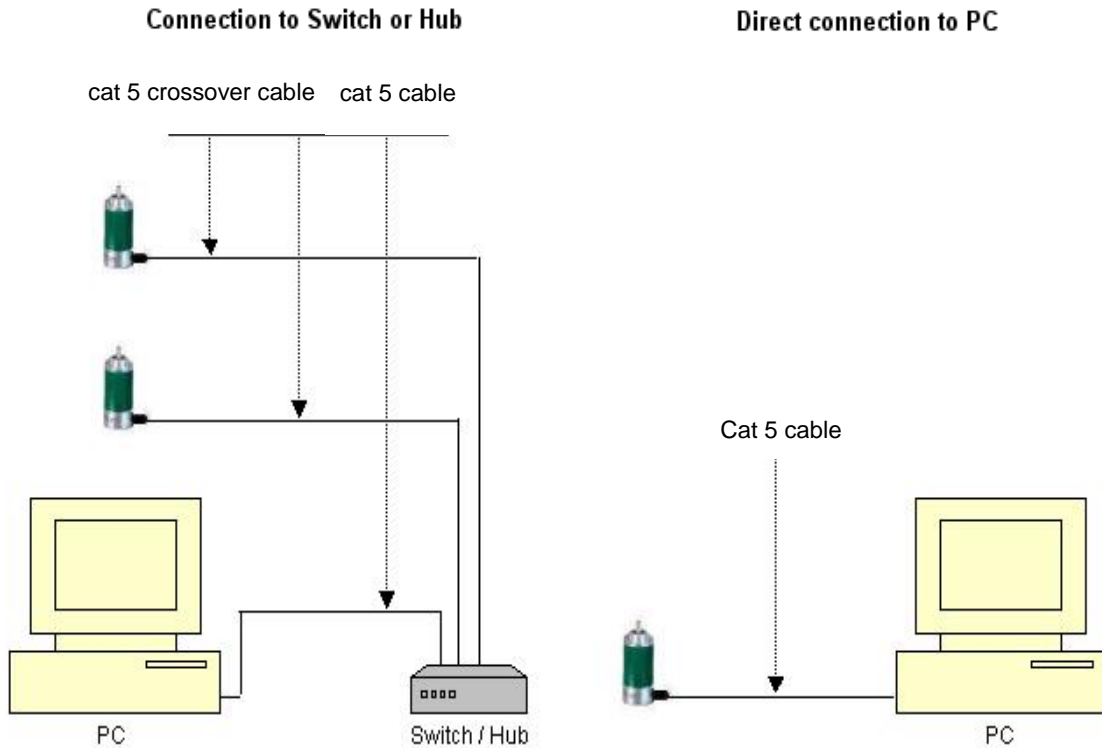 Connection to Switch or Hub
cat 5 crossover cable
cat 5 cable
PC
Switch / Hub
Direct connection to PC
Cat 5 cable
PC